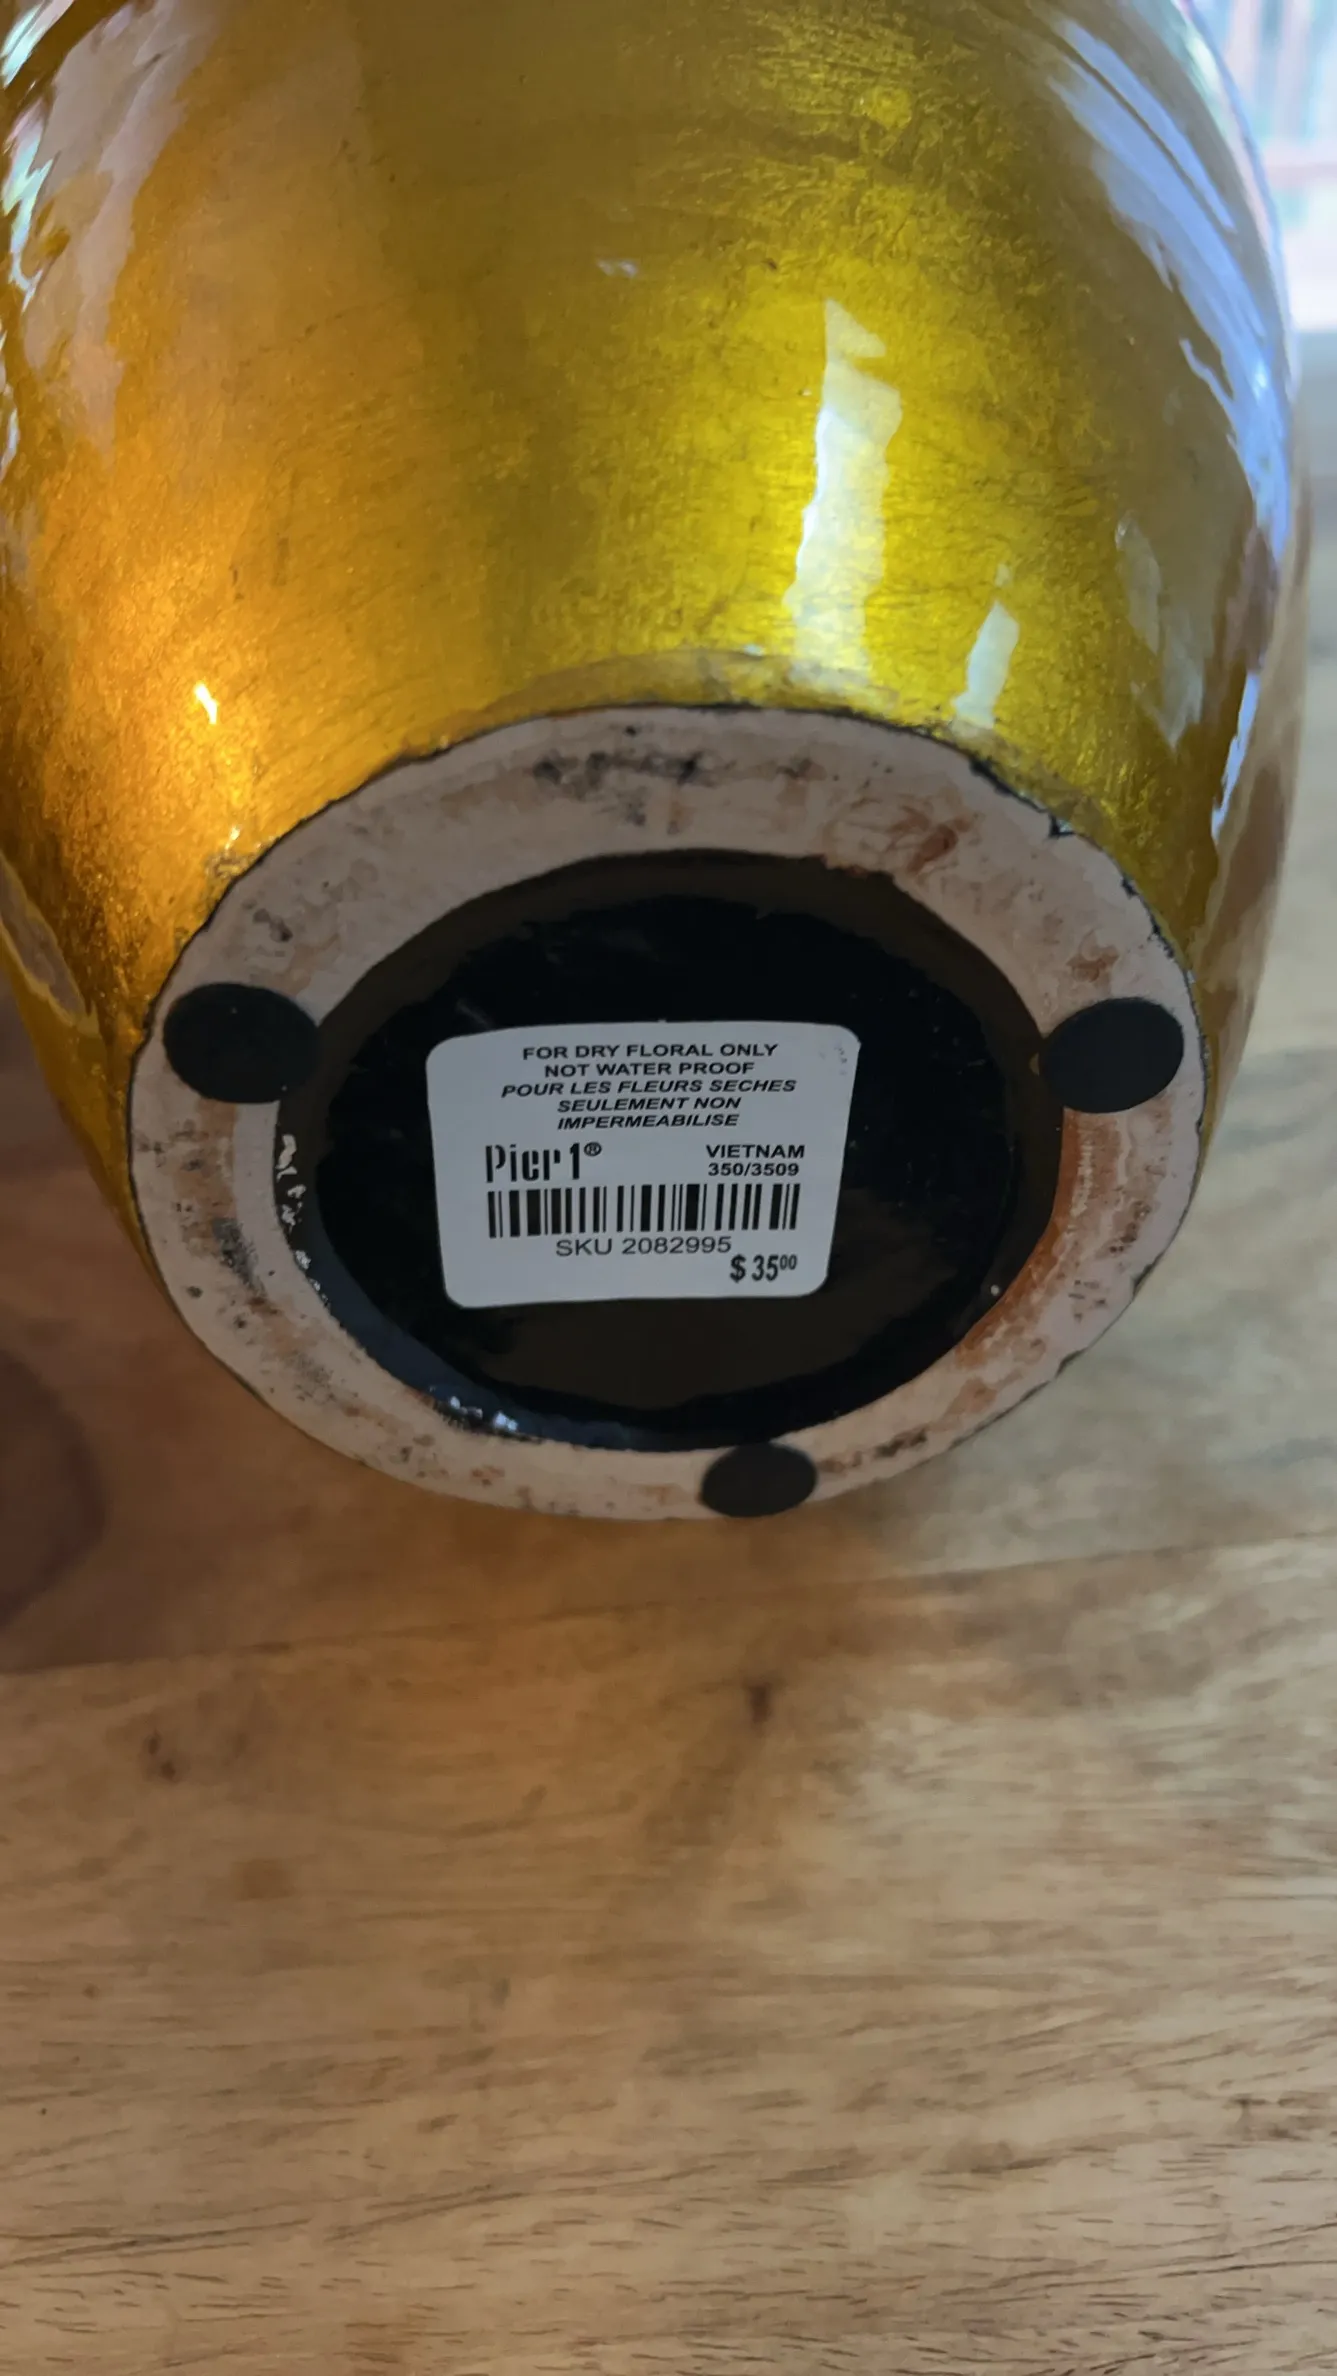 FOR DRY FLORAL ONLY
NOT WATER PROOF
POUR LES FLEURS SECHES
SEULEMENT NON
IMPERMEABILISE
Pier 1® VIETNAM
350/3509
SKU 2082995
$35⁰⁰